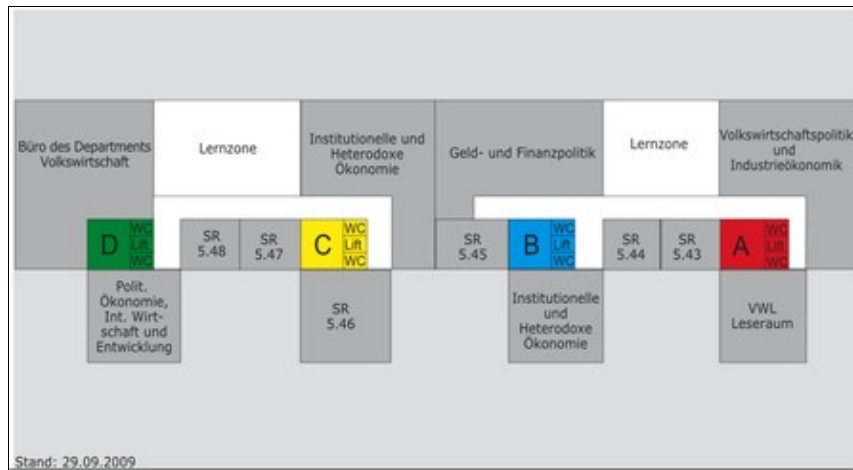 Büro des Departments
Volkswirtschaft
Lernzone
Institutionelle und
Heterodoxe
Ökonomie
Geld- und Finanzpolitik
Lernzone
Volkswirtschaftspolitik
und
Industrieökonomik
D
WC
Lift
WC
SR
5.48
SR
5.47
C
WC
Lift
WC
SR
5.45
B
WC
Lift
WC
SR
5.44
SR
5.43
A
WC
Lift
WC
Polit.
Ökonomie,
Int. Wirt-
schaft und
Entwicklung
SR
5.46
Institutionelle
und
Heterodoxe
Ökonomie
VWL
Leseraum
Stand: 29.09.2009